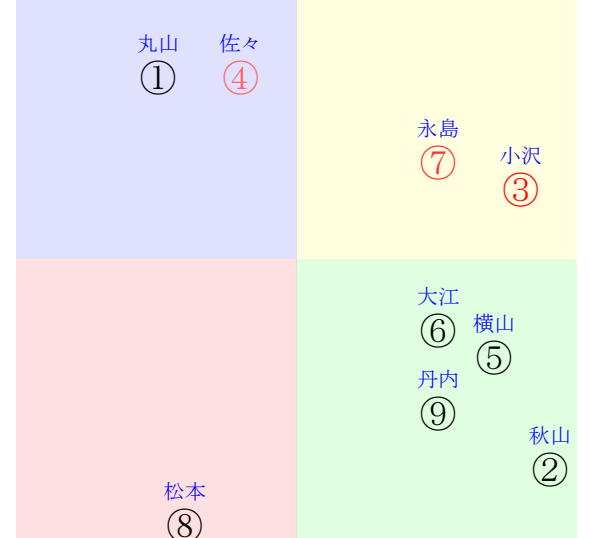 丸山
①
佐々
④
永島
⑦
小沢
③
大江
⑥
横山
⑤
丹内
⑨
秋山
②
松本
⑧